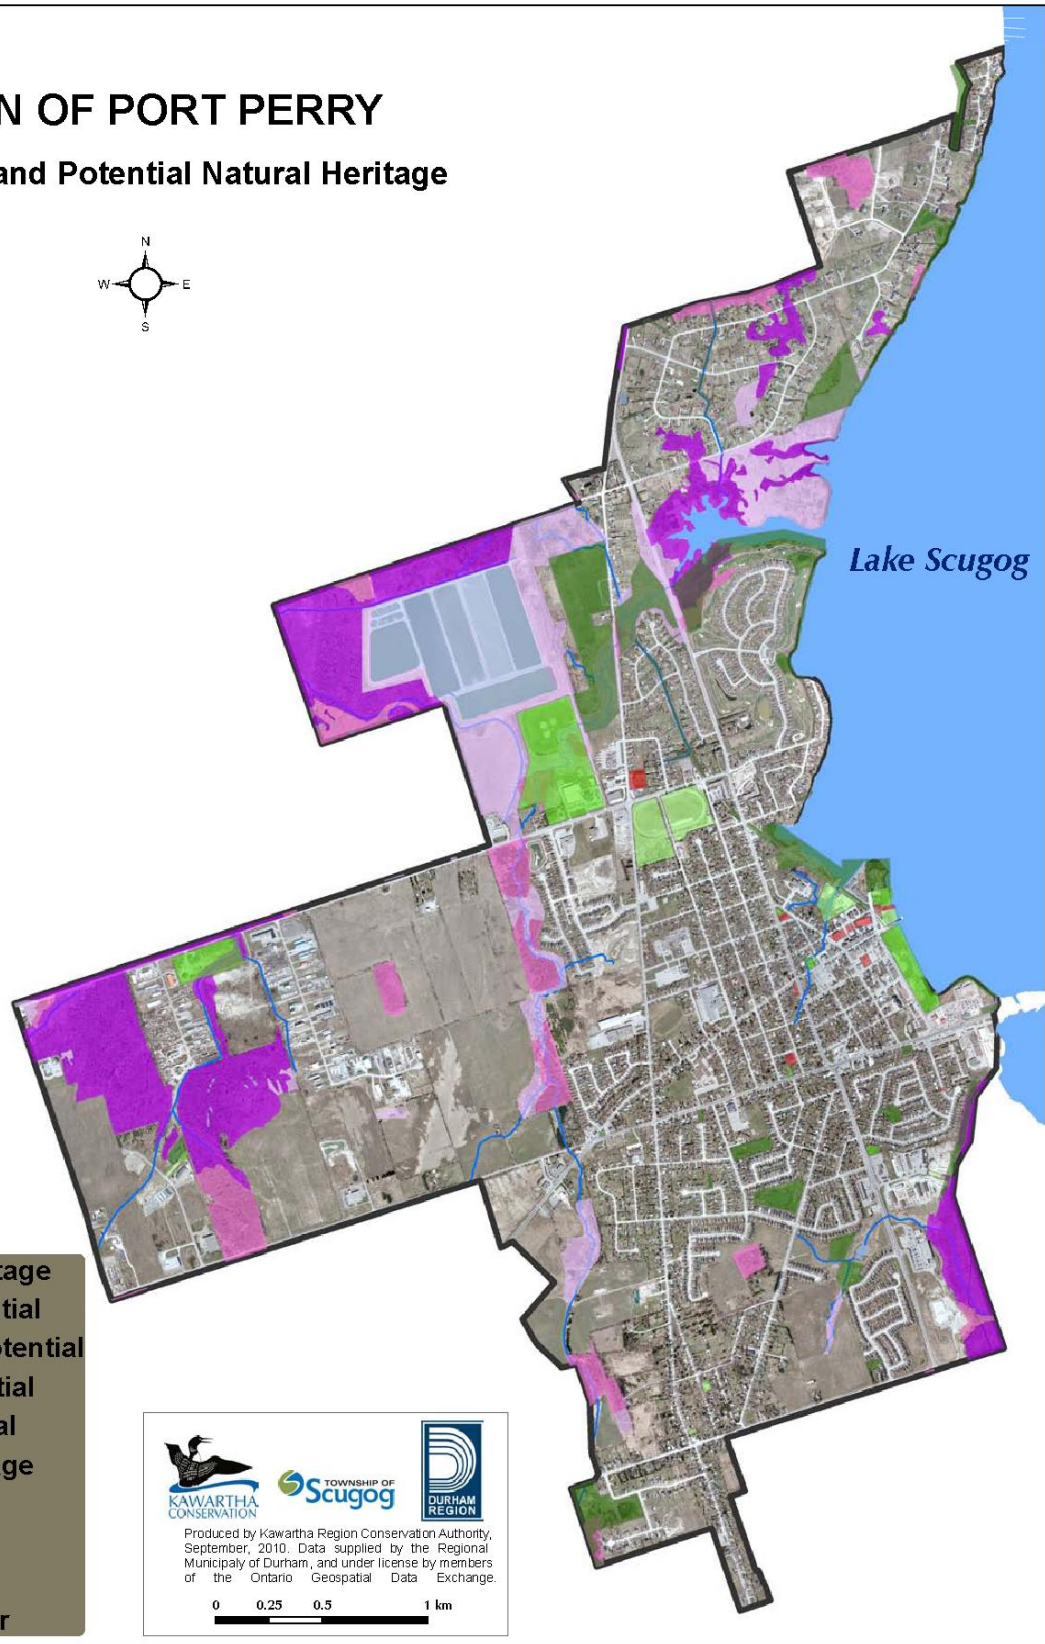 N OF PORT PERRY
and Potential Natural Heritage
N
W E
S
Lake Scugog
tage
tial
otential
tial
al
ge
r
KAWARTHA
CONSERVATION
TOWNSHIP OF
Scugog
DURHAM
REGION
Produced by Kawartha Region Conservation Authority,
September, 2010. Data supplied by the Regional
Municipaly of Durham, and under license by members
of the Ontario Geospatial Data Exchange.
0 0.25 0.5 1 km